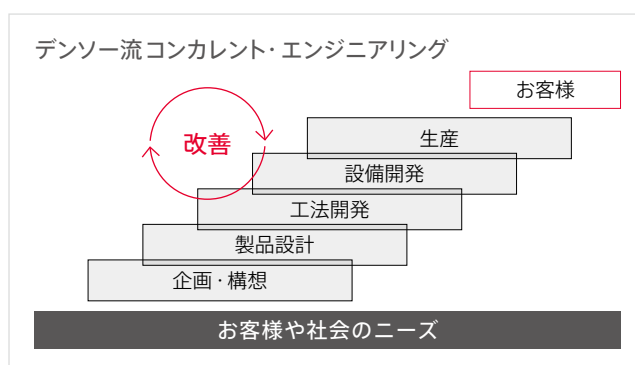 デンソー流コンカレント・エンジニアリング
お客様
改善
生産
設備開発
工法開発
製品設計
企画・構想
お客様や社会のニーズ